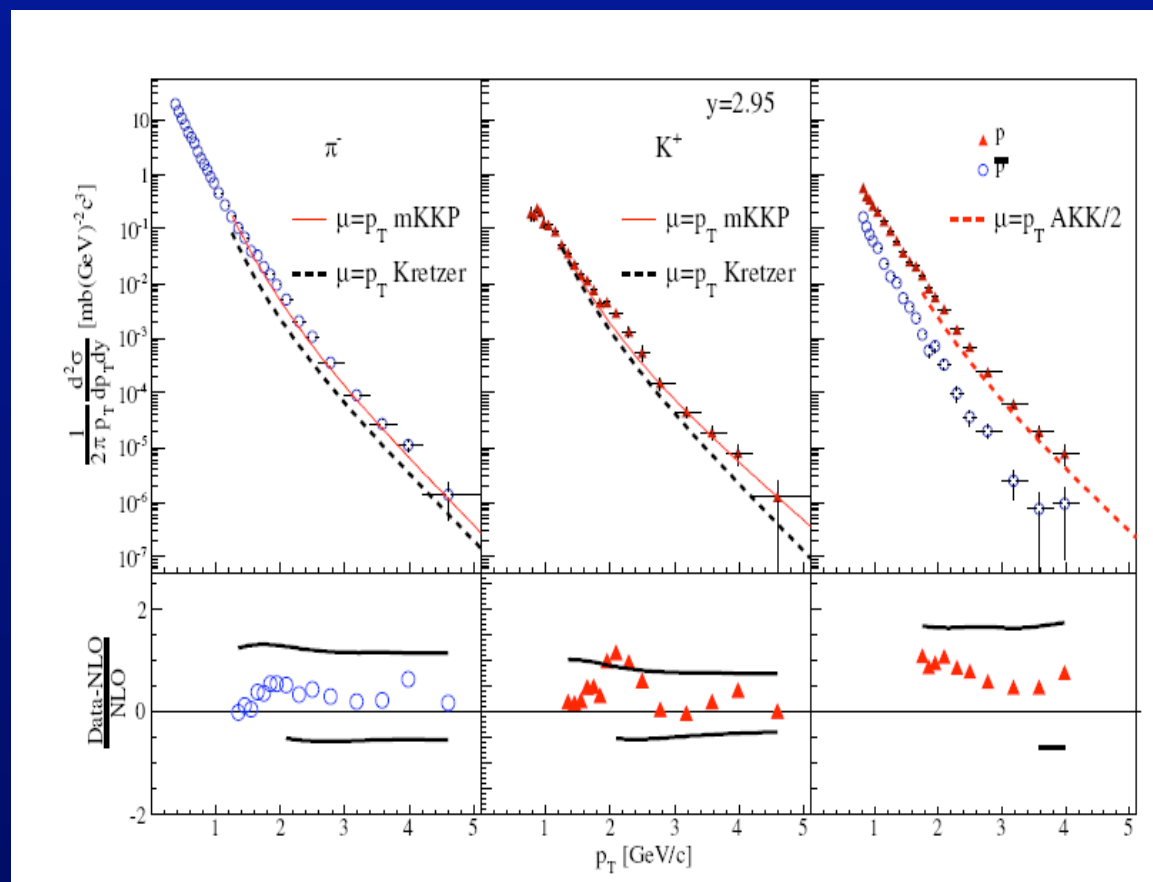 y=2.95
π⁻
K⁺
p
p̅
μ=p_T mKKP
μ=p_T Kretzer
μ=p_T mKKP
μ=p_T Kretzer
μ=p_T AKK/2
1/(2π p_T) d²σ/(dp_T dy) [mb(GeV)⁻²c³]
10
1
10⁻¹
10⁻²
10⁻³
10⁻⁴
10⁻⁵
10⁻⁶
10⁻⁷
Data-NLO
NLO
2
0
-2
1 2 3 4 5 1 2 3 4 5 1 2 3 4 5
p_T [GeV/c]